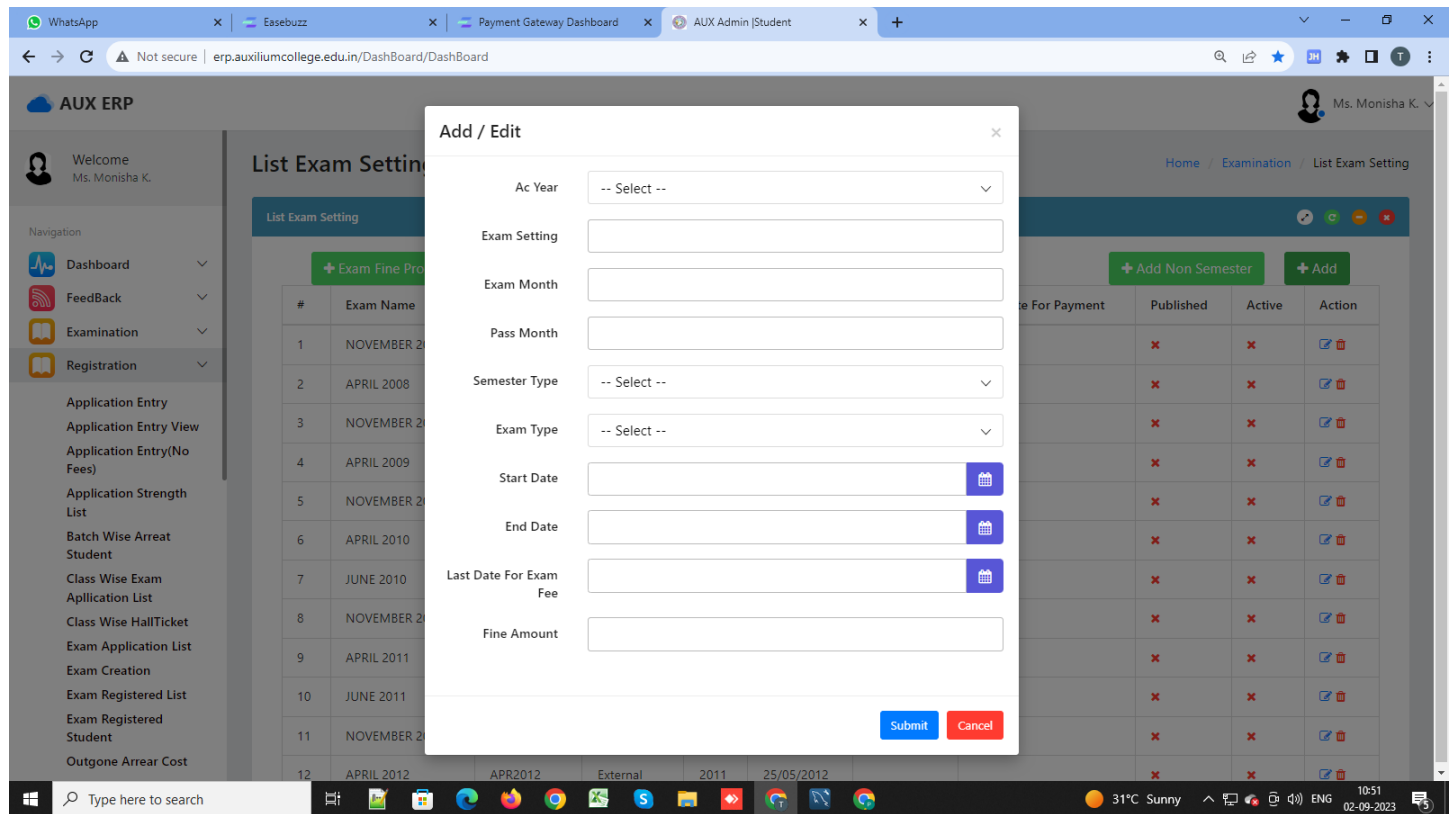 WhatsApp
Easebuzz
Payment Gateway Dashboard
AUX Admin |Student
Not secure | erp.auxiliumcollege.edu.in/DashBoard/DashBoard
JH
T
AUX ERP
Ms. Monisha K.
Welcome
Ms. Monisha K.
Navigation
Dashboard
FeedBack
Examination
Registration
Application Entry
Application Entry View
Application Entry(No
Fees)
Application Strength
List
Batch Wise Arreat
Student
Class Wise Exam
Apllication List
Class Wise HallTicket
Exam Application List
Exam Creation
Exam Registered List
Exam Registered
Student
Outgone Arrear Cost
List Exam Setting
Home / Examination / List Exam Setting
List Exam Setting
Exam Fine Pro
Add Non Semester
Add
# Exam Name te For Payment Published Active Action
1 NOVEMBER 2
2 APRIL 2008
3 NOVEMBER 20
4 APRIL 2009
5 NOVEMBER 20
6 APRIL 2010
7 JUNE 2010
8 NOVEMBER 20
9 APRIL 2011
10 JUNE 2011
11 NOVEMBER 20
12 APRIL 2012 APR2012 External 2011 25/05/2012
Add / Edit
Ac Year -- Select --
Exam Setting
Exam Month
Pass Month
Semester Type -- Select --
Exam Type -- Select --
Start Date
End Date
Last Date For Exam
Fee
Fine Amount
Submit Cancel
Type here to search
31°C Sunny
ENG
10:51
02-09-2023
5